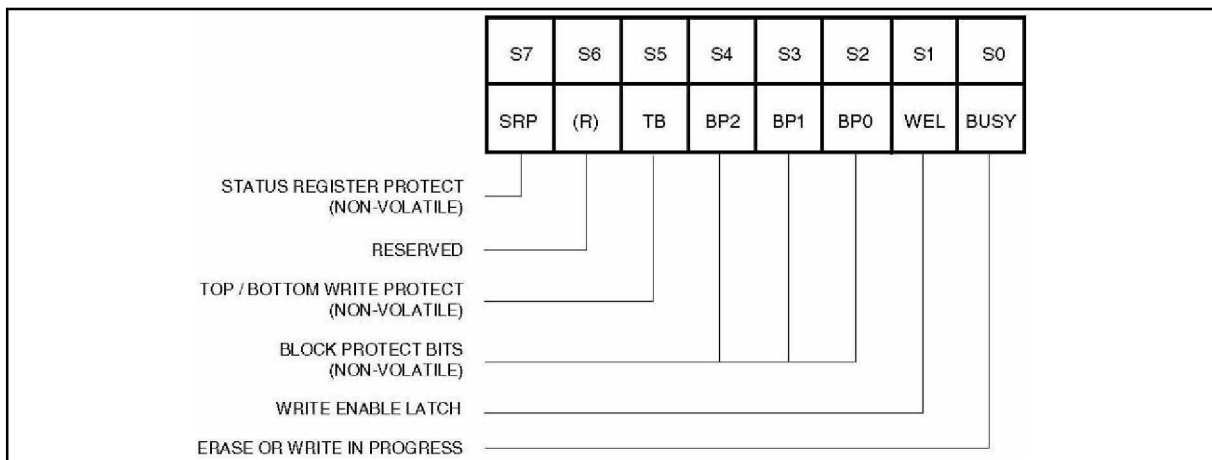 S7 S6 S5 S4 S3 S2 S1 S0
SRP (R) TB BP2 BP1 BP0 WEL BUSY
STATUS REGISTER PROTECT
(NON-VOLATILE)
RESERVED
TOP / BOTTOM WRITE PROTECT
(NON-VOLATILE)
BLOCK PROTECT BITS
(NON-VOLATILE)
WRITE ENABLE LATCH
ERASE OR WRITE IN PROGRESS